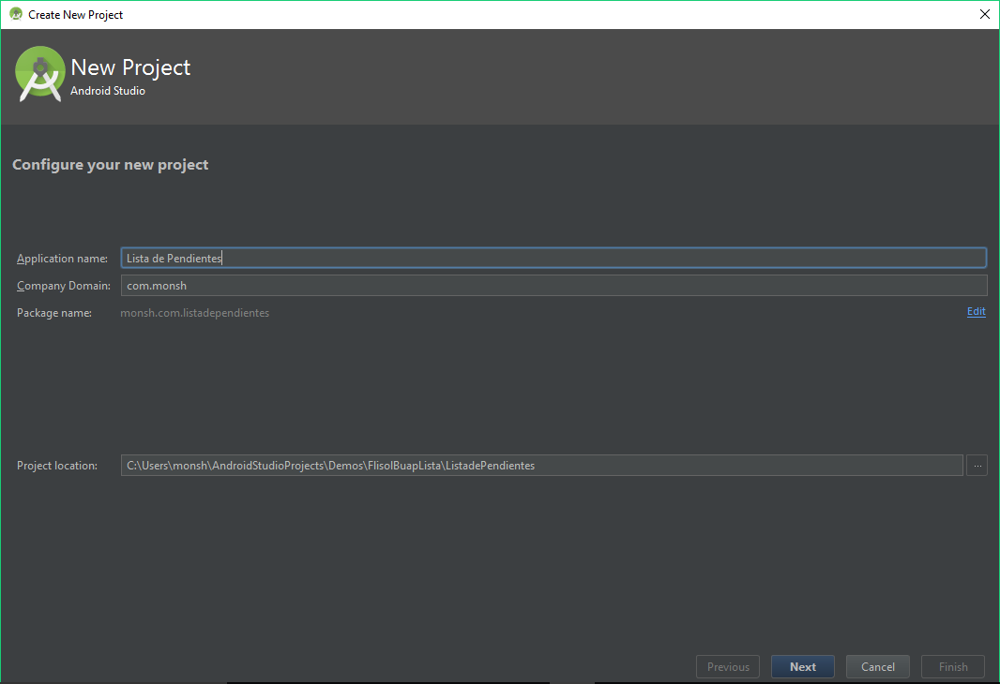 Create New Project
New Project
Android Studio
Configure your new project
Application name: Lista de Pendientes
Company Domain: com.monsh
Package name: monsh.com.listadependientes Edit
Project location: C:\Users\monsh\AndroidStudioProjects\Demos\FlisolBuapLista\ListadePendientes ...
Previous Next Cancel Finish